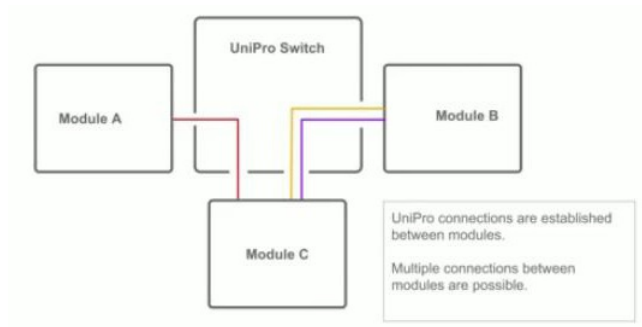 UniPro Switch
Module A
Module B
Module C
UniPro connections are established
between modules.
Multiple connections between
modules are possible.